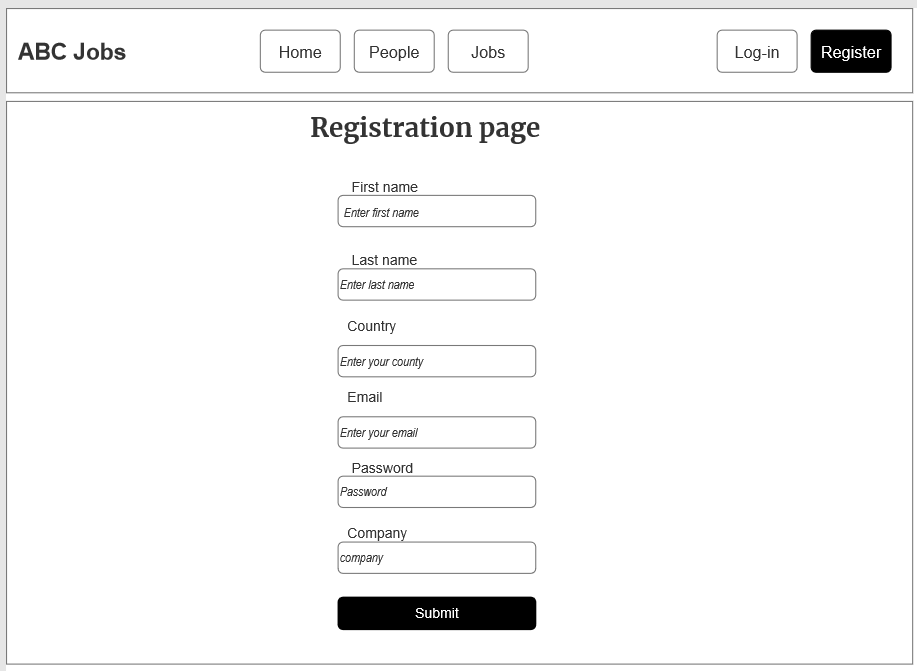 ABC Jobs Home People Jobs Log-in Register
Registration page
First name
Enter first name
Last name
Enter last name
Country
Enter your county
Email
Enter your email
Password
Password
Company
company
Submit